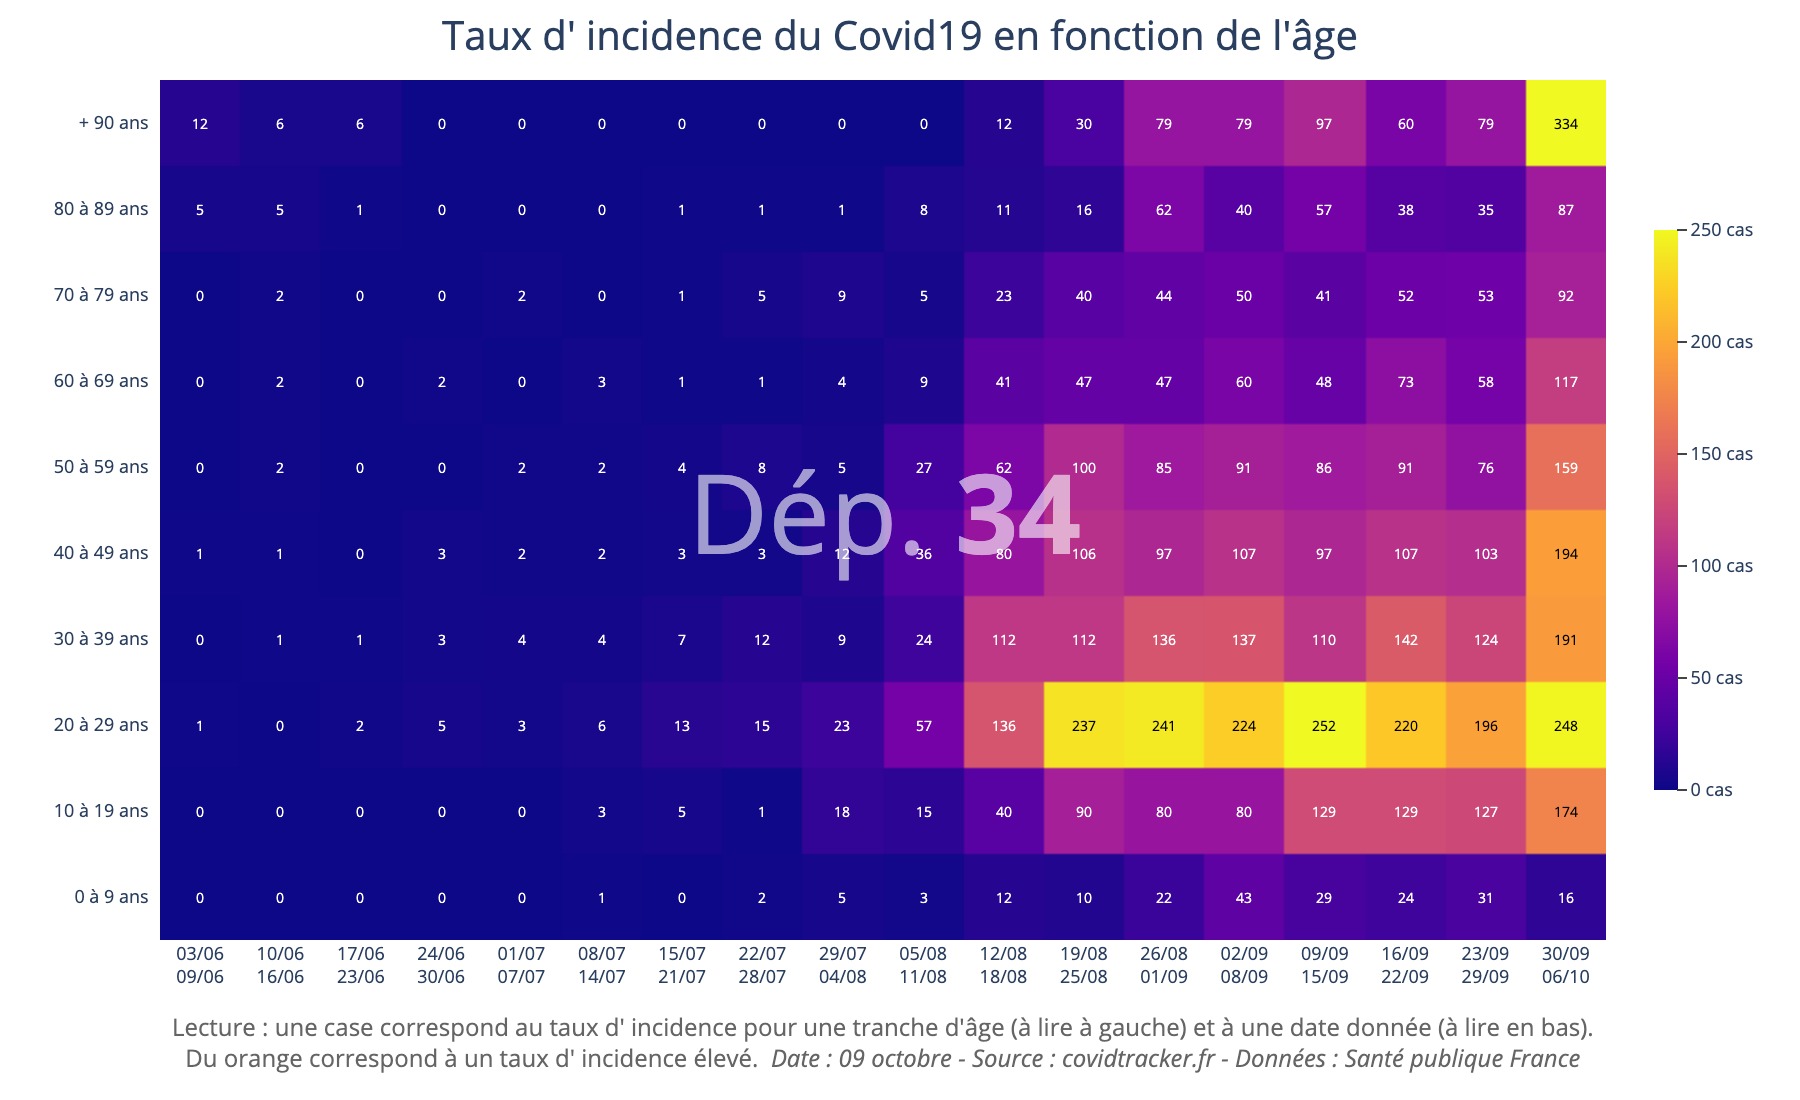 Taux d' incidence du Covid19 en fonction de l'âge
+ 90 ans 12 6 6 0 0 0 0 0 0 0 12 30 79 79 97 60 79 334
80 à 89 ans 5 5 1 0 0 0 1 1 1 8 11 16 62 40 57 38 35 87
70 à 79 ans 0 2 0 0 2 0 1 5 9 5 23 40 44 50 41 52 53 92
60 à 69 ans 0 2 0 2 0 3 1 1 4 9 41 47 47 60 48 73 58 117
50 à 59 ans 0 2 0 0 2 2 4 8 5 27 62 100 85 91 86 91 76 159
Dép. 34
40 à 49 ans 1 1 0 3 2 2 3 3 12 36 80 106 97 107 97 107 103 194
30 à 39 ans 0 1 1 3 4 4 7 12 9 24 112 112 136 137 110 142 124 191
20 à 29 ans 1 0 2 5 3 6 13 15 23 57 136 237 241 224 252 220 196 248
10 à 19 ans 0 0 0 0 0 3 5 1 18 15 40 90 80 80 129 129 127 174
0 à 9 ans 0 0 0 0 0 1 0 2 5 3 12 10 22 43 29 24 31 16
03/06 10/06 17/06 24/06 01/07 08/07 15/07 22/07 29/07 05/08 12/08 19/08 26/08 02/09 09/09 16/09 23/09 30/09
09/06 16/06 23/06 30/06 07/07 14/07 21/07 28/07 04/08 11/08 18/08 25/08 01/09 08/09 15/09 22/09 29/09 06/10
250 cas
200 cas
150 cas
100 cas
50 cas
0 cas
Lecture : une case correspond au taux d' incidence pour une tranche d'âge (à lire à gauche) et à une date donnée (à lire en bas).
Du orange correspond à un taux d' incidence élevé. Date : 09 octobre - Source : covidtracker.fr - Données : Santé publique France